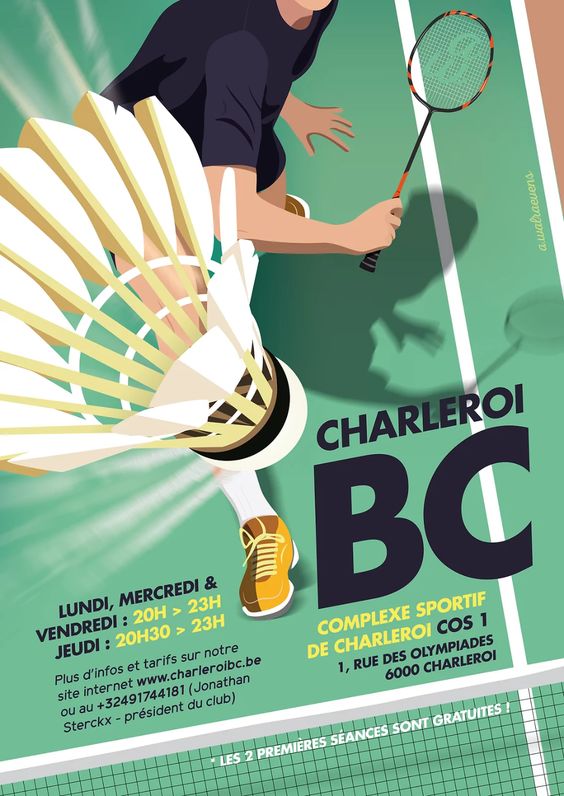 a.walraevens
CHARLEROI
BC
COMPLEXE SPORTIF
DE CHARLEROI COS 1
1, RUE DES OLYMPIADES
6000 CHARLEROI
LUNDI, MERCREDI &
VENDREDI : 20H > 23H
JEUDI : 20H30 > 23H
Plus d'infos et tarifs sur notre
site internet www.charleroibc.be
ou au +32491744181 (Jonathan
Sterckx - président du club)
* LES 2 PREMIÈRES SÉANCES SONT GRATUITES !